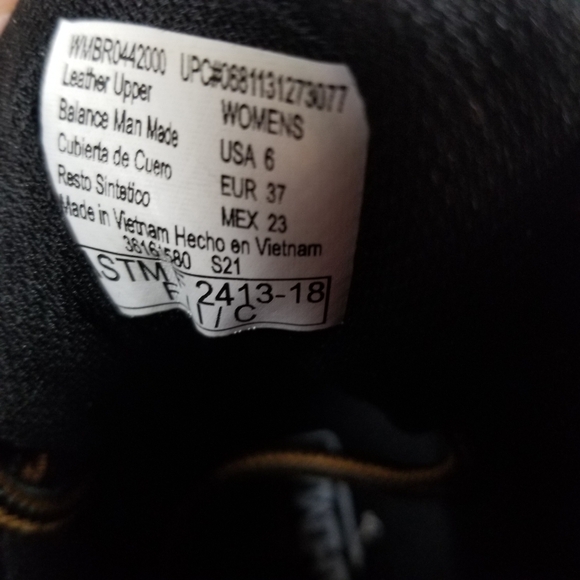 WMBR0442000 UPC#0681131273077
Leather Upper WOMENS
Balance Man Made USA 6
Cubierta de Cuero EUR 37
Resto Sintetico MEX 23
Made in Vietnam Hecho en Vietnam
S21
ASTM F 2413-18
F I / C